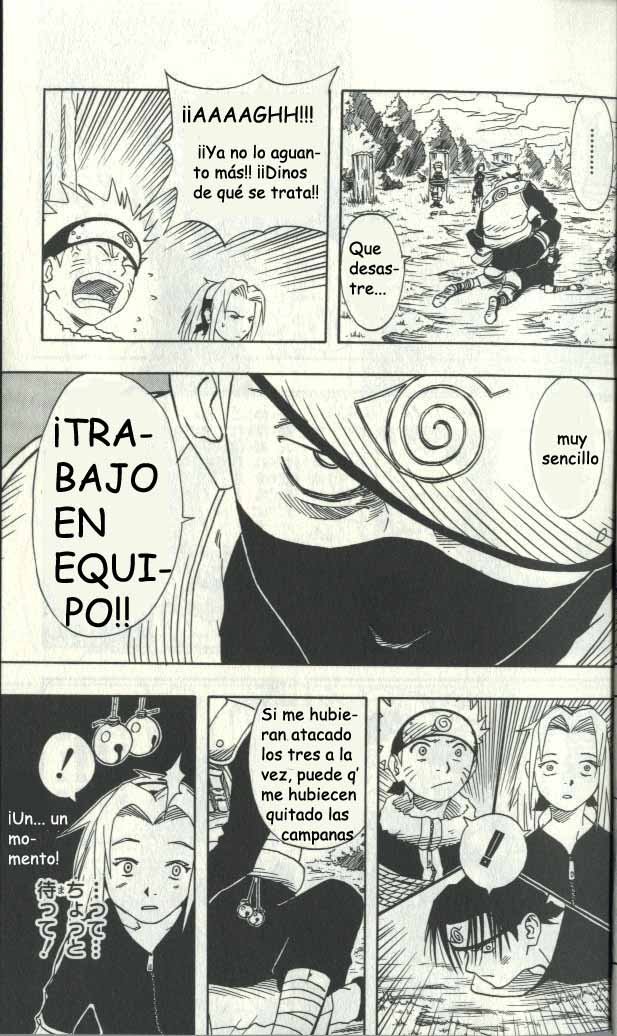 .........
Que
desas-
tre...
¡¡AAAAGHH!!!
¡¡Ya no lo aguan-
to más!! ¡¡Dinos
de qué se trata!!
muy
sencillo
¡TRA-
BAJO
EN
EQUI-
PO!!
!
Si me hubie-
ran atacado
los tres a la
vez, puede q'
me hubiecen
quitado las
campanas
!
¡Un... un
mo-
mento!
…って…
ちょっと
待って!